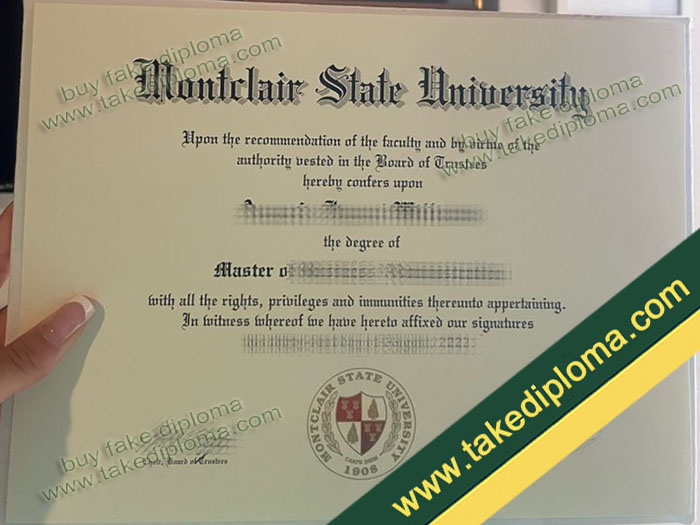 buy fake diploma
www.takediploma.com
Montclair State University
buy fake diploma
www.takediploma.com
Upon the recommendation of the faculty and by virtue of the
authority vested in the Board of Trustees
hereby confers upon
the degree of
Master o
with all the rights, privileges and immunities thereunto appertaining.
In witness whereof we have hereto affixed our signatures
2023
MONTCLAIR STATE UNIVERSITY
CARPE DIEM
1908
buy fake diploma
www.takediploma.com
Chair, Board of Trustees
www.takediploma.com